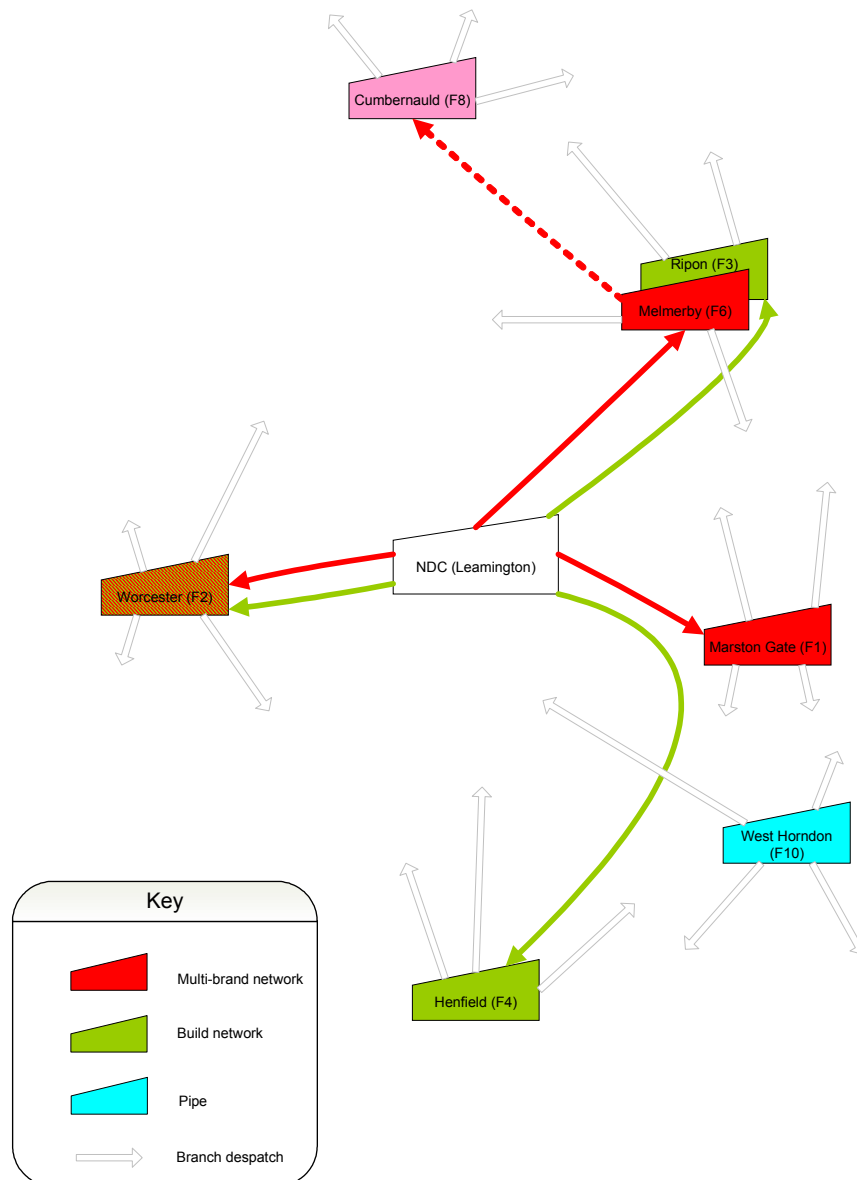 Cumbernauld (F8)
Ripon (F3)
Melmerby (F6)
NDC (Leamington)
Worcester (F2)
Marston Gate (F1)
West Horndon
(F10)
Henfield (F4)
Key
Multi-brand network
Build network
Pipe
Branch despatch